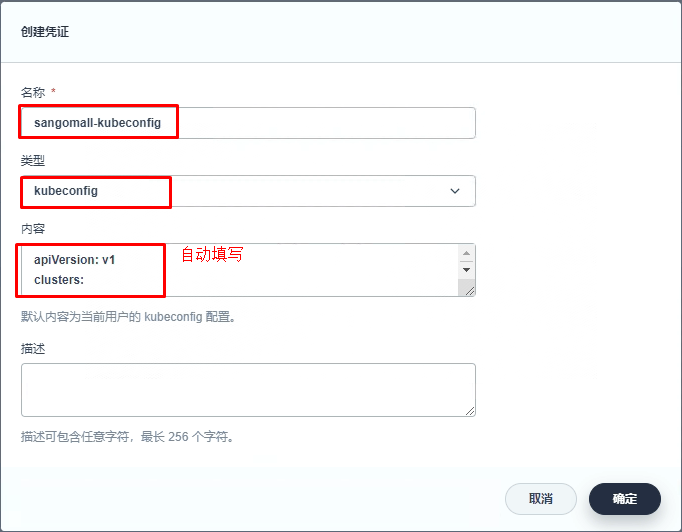 创建凭证
名称 *
sangomall-kubeconfig
类型
kubeconfig
内容
apiVersion: v1
clusters:
自动填写
默认内容为当前用户的 kubeconfig 配置。
描述
描述可包含任意字符，最长 256 个字符。
取消
确定